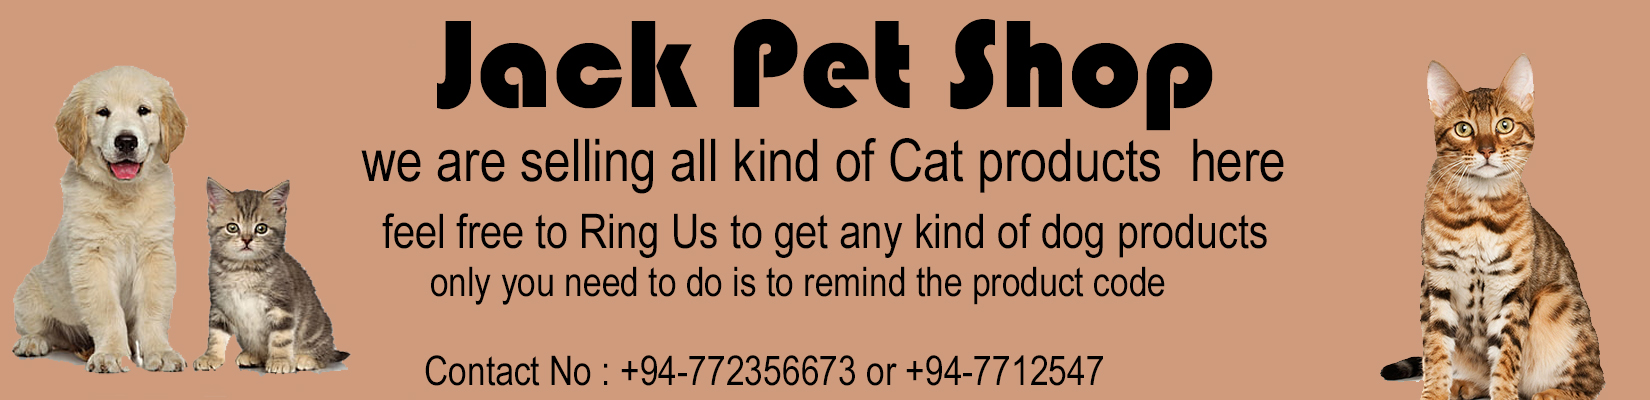 Jack Pet Shop
we are selling all kind of Cat products here
feel free to Ring Us to get any kind of dog products
only you need to do is to remind the product code
Contact No : +94-772356673 or +94-7712547